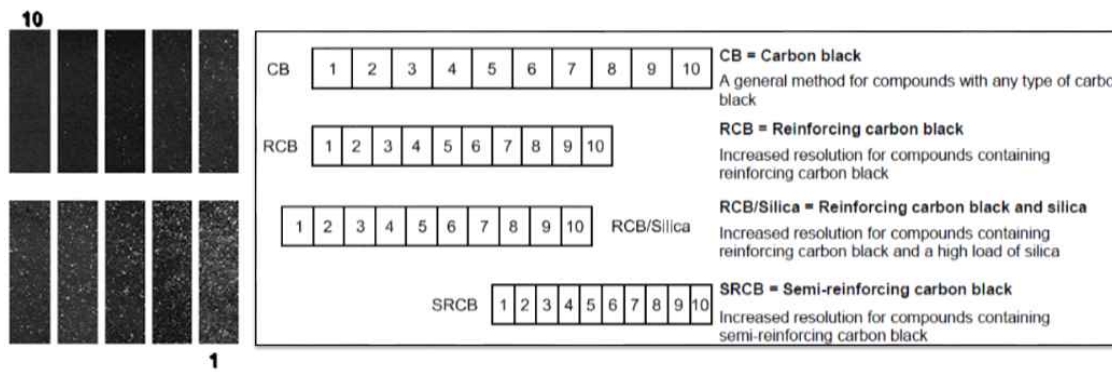 10
1
CB 1 2 3 4 5 6 7 8 9 10
CB = Carbon black
A general method for compounds with any type of carbo
black
RCB 1 2 3 4 5 6 7 8 9 10
RCB = Reinforcing carbon black
Increased resolution for compounds containing
reinforcing carbon black
1 2 3 4 5 6 7 8 9 10 RCB/Silica
RCB/Silica = Reinforcing carbon black and silica
Increased resolution for compounds containing
reinforcing carbon black and a high load of silica
SRCB 1 2 3 4 5 6 7 8 9 10
SRCB = Semi-reinforcing carbon black
Increased resolution for compounds containing
semi-reinforcing carbon black